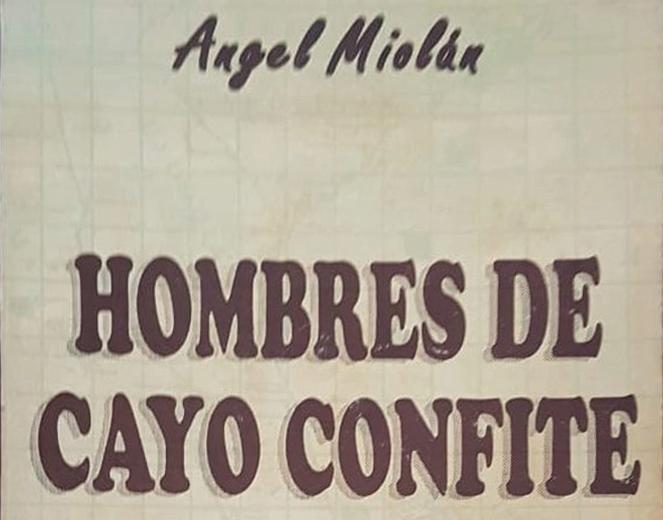 Angel Miolán
HOMBRES DE
CAYO CONFITE